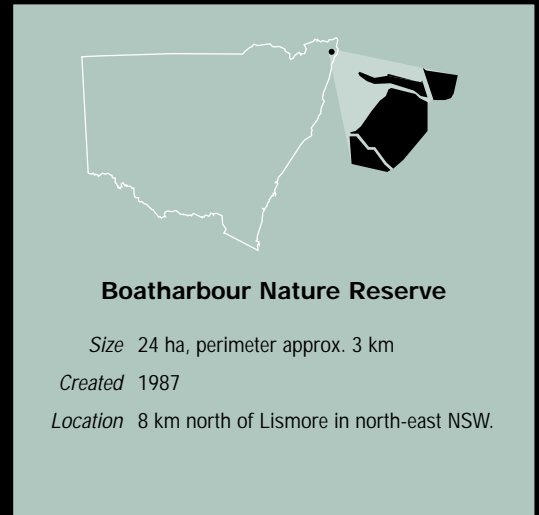 Boatharbour Nature Reserve
Size 24 ha, perimeter approx. 3 km
Created 1987
Location 8 km north of Lismore in north-east NSW.